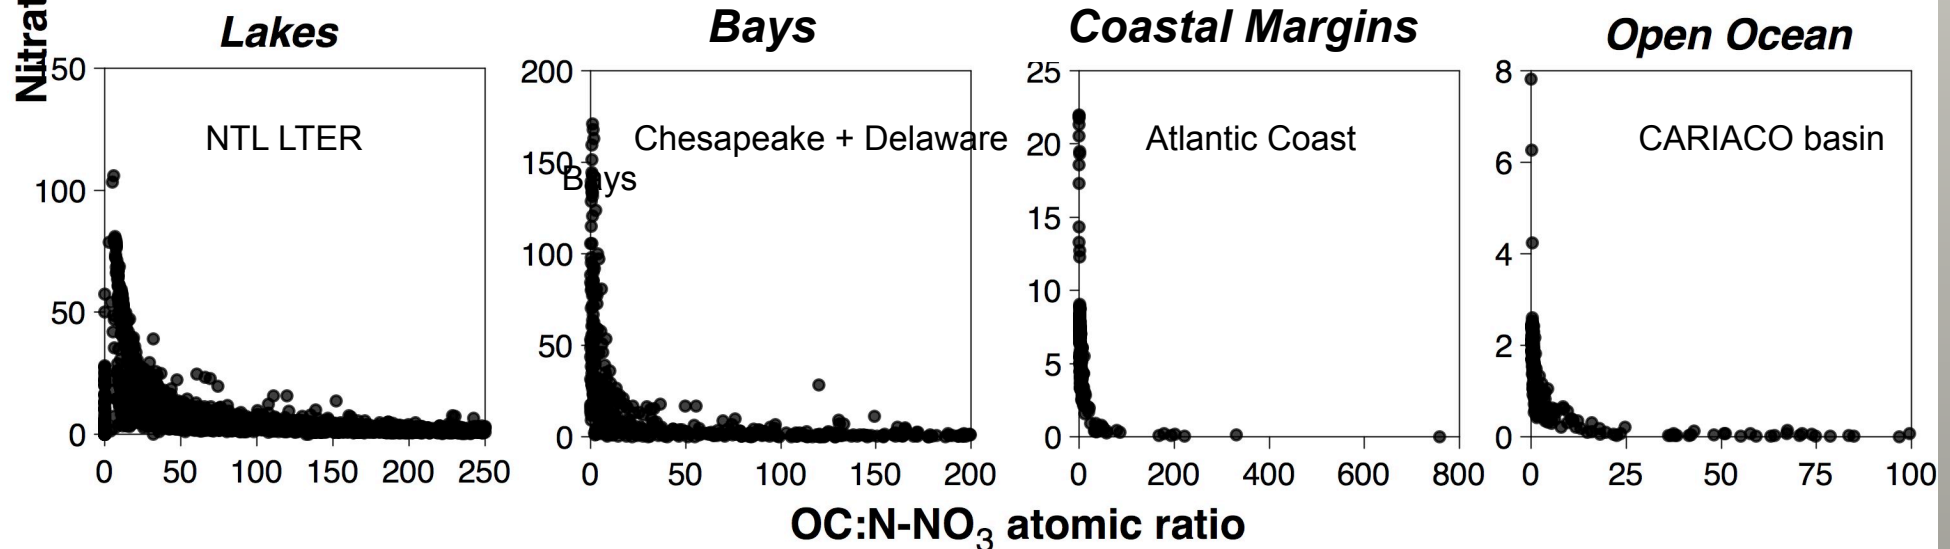 Nitrat
Lakes
Bays
Coastal Margins
Open Ocean
150
100
50
0
NTL LTER
0 50 100 150 200 250
200
150
100
50
0
Chesapeake + Delaware
Bays
0 50 100 150 200
25
20
15
10
5
0
Atlantic Coast
0 200 400 600 800
8
6
4
2
0
CARIACO basin
0 25 50 75 100
OC:N-NO₃ atomic ratio